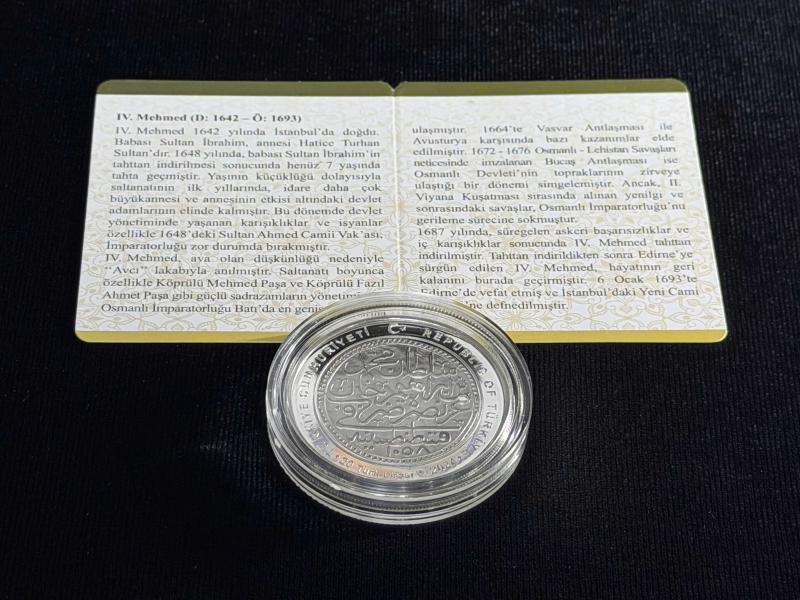 IV. Mehmed (D: 1642 – Ö: 1693)
IV. Mehmed 1642 yılında İstanbul'da doğdu.
Babası Sultan İbrahim, annesi Hatice Turhan
Sultan'dır. 1648 yılında, babası Sultan İbrahim'in
tahttan indirilmesi sonucunda henüz 7 yaşında
tahta geçmiştir. Yaşının küçüklüğü dolayısıyla
saltanatının ilk yıllarında, idare daha çok
büyükannesi ve annesinin etkisi altındaki devlet
adamlarının elinde kalmıştır. Bu dönemde devlet
yönetiminde yaşanan karışıklıklar ve isyanlar
özellikle 1648'deki Sultan Ahmed Camii Vak'ası,
İmparatorluğu zor durumda bırakmıştır.
IV. Mehmed, ava olan düşkünlüğü nedeniyle
“Avcı” lakabıyla anılmıştır. Saltanatı boyunca
özellikle Köprülü Mehmed Paşa ve Köprülü Fazıl
Ahmet Paşa gibi güçlü sadrazamların
Osmanlı İmparatorluğu Batı'da en
ulaşmıştır. 1664'te Vasvar Antlaşması ile
Avusturya karşısında bazı kazanımlar elde
edilmiştir. 1672 - 1676 Osmanlı - Lehistan Savaşları
neticesinde imzalanan Bucaş Antlaşması ise
Osmanlı Devleti'nin topraklarının zirveye
ulaştığı bir dönemi simgelemiştir. Ancak, II.
Viyana Kuşatması sırasında alınan yenilgi ve
sonrasındaki savaşlar, Osmanlı İmparatorluğu'nu
gerileme sürecine sokmuştur.
1687 yılında, süregelen askeri başarısızlıklar ve
iç karışıklıklar sonucunda IV. Mehmed tahttan
indirilmiştir. Tahttan indirildikten sonra Edirne'ye
sürgün edilen IV. Mehmed, hayatının geri
kalanını burada geçirmiştir. 6 Ocak 1693'te
Edirne'de vefat etmiş ve İstanbul'daki Yeni Cami
defnedilmiştir.
TÜRKİYE CUMHURİYETİ REPUBLIC OF TÜRKİYE
١٠٥٨